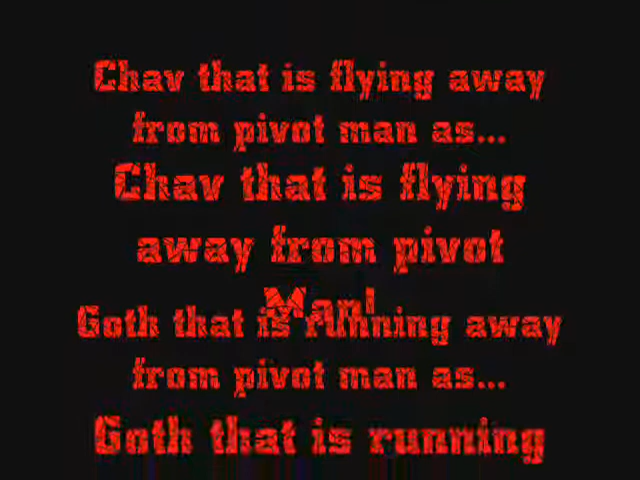 Chav that is flying away
from pivot man as...
Chav that is flying
away from pivot
Man!
Goth that is running away
from pivot man as...
Goth that is running